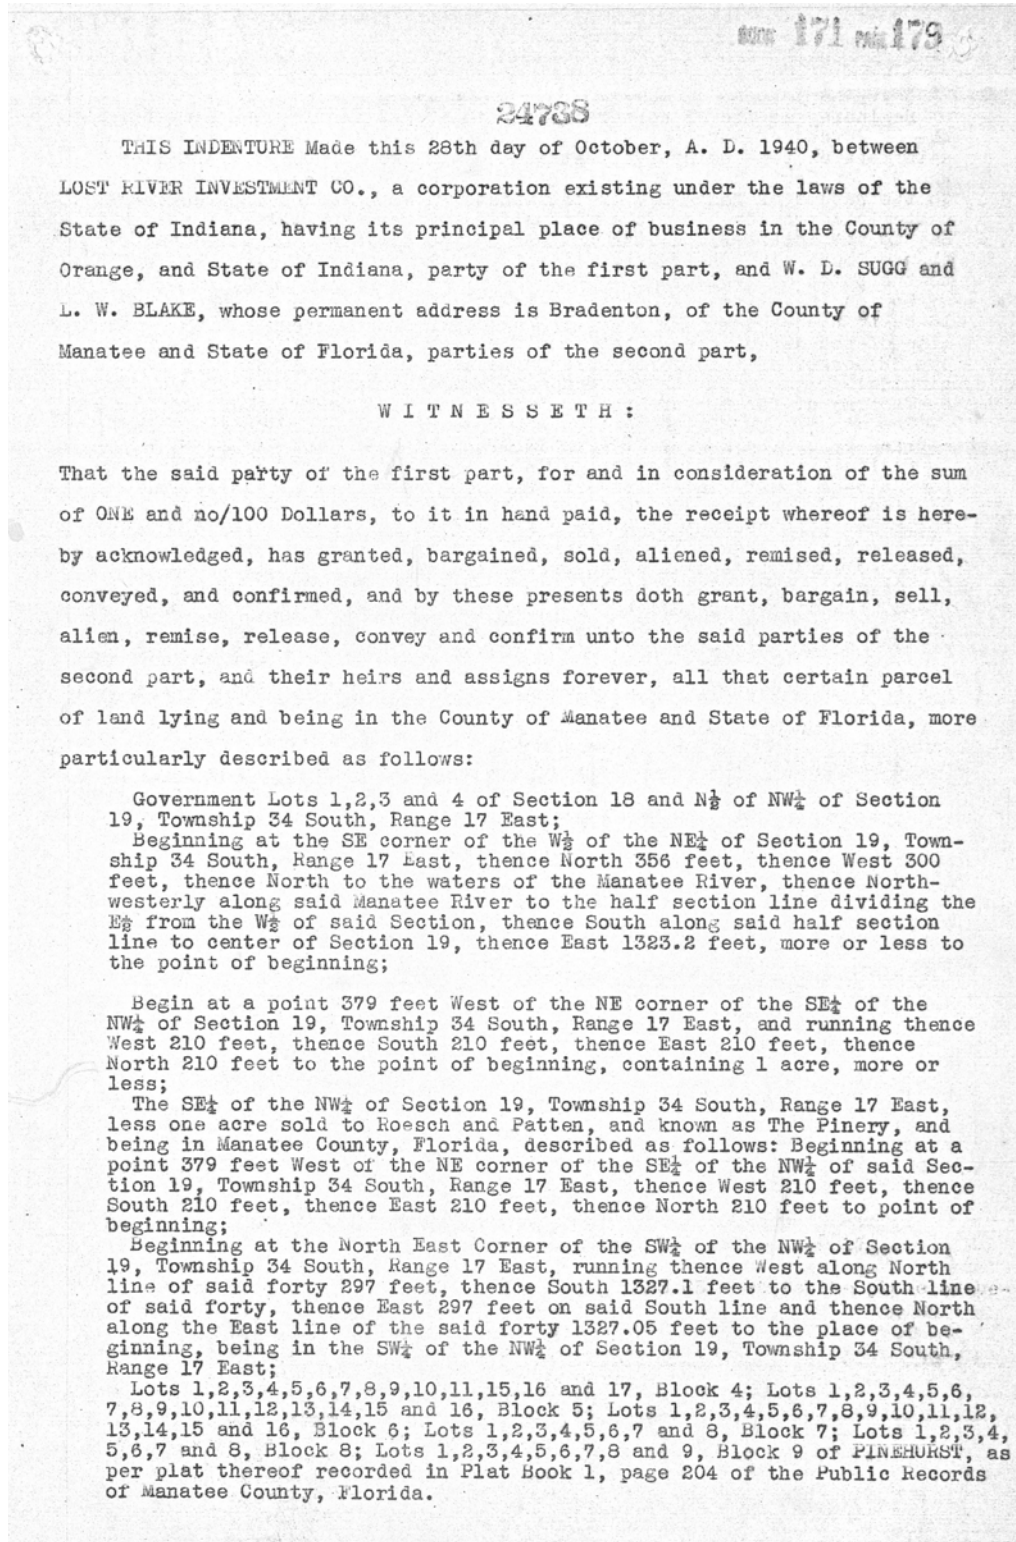 BOOK 171 PAGE 179
24738
THIS INDENTURE Made this 28th day of October, A. D. 1940, between
LOST RIVER INVESTMENT CO., a corporation existing under the laws of the
State of Indiana, having its principal place of business in the County of
Orange, and State of Indiana, party of the first part, and W. D. SUGG and
L. W. BLAKE, whose permanent address is Bradenton, of the County of
Manatee and State of Florida, parties of the second part,
W I T N E S S E T H :
That the said party of the first part, for and in consideration of the sum
of ONE and no/100 Dollars, to it in hand paid, the receipt whereof is here-
by acknowledged, has granted, bargained, sold, aliened, remised, released,
conveyed, and confirmed, and by these presents doth grant, bargain, sell,
alien, remise, release, convey and confirm unto the said parties of the
second part, and their heirs and assigns forever, all that certain parcel
of land lying and being in the County of Manatee and State of Florida, more
particularly described as follows:
Government Lots 1,2,3 and 4 of Section 18 and N½ of NW¼ of Section
19, Township 34 South, Range 17 East;
Beginning at the SE corner of the W½ of the NE¼ of Section 19, Town-
ship 34 South, Range 17 East, thence North 356 feet, thence West 300
feet, thence North to the waters of the Manatee River, thence North-
westerly along said Manatee River to the half section line dividing the
E½ from the W½ of said Section, thence South along said half section
line to center of Section 19, thence East 1323.2 feet, more or less to
the point of beginning;
Begin at a point 379 feet West of the NE corner of the SE¼ of the
NW¼ of Section 19, Township 34 South, Range 17 East, and running thence
West 210 feet, thence South 210 feet, thence East 210 feet, thence
North 210 feet to the point of beginning, containing 1 acre, more or
less;
The SE¼ of the NW¼ of Section 19, Township 34 South, Range 17 East,
less one acre sold to Roesch and Patten, and known as The Pinery, and
being in Manatee County, Florida, described as follows: Beginning at a
point 379 feet West of the NE corner of the SE¼ of the NW¼ of said Sec-
tion 19, Township 34 South, Range 17 East, thence West 210 feet, thence
South 210 feet, thence East 210 feet, thence North 210 feet to point of
beginning;
Beginning at the North East Corner of the SW¼ of the NW¼ of Section
19, Township 34 South, Range 17 East, running thence West along North
line of said forty 297 feet, thence South 1327.1 feet to the South line
of said forty, thence East 297 feet on said South line and thence North
along the East line of the said forty 1327.05 feet to the place of be-
ginning, being in the SW¼ of the NW¼ of Section 19, Township 34 South,
Range 17 East;
Lots 1,2,3,4,5,6,7,8,9,10,11,15,16 and 17, Block 4; Lots 1,2,3,4,5,6,
7,8,9,10,11,12,13,14,15 and 16, Block 5; Lots 1,2,3,4,5,6,7,8,9,10,11,12,
13,14,15 and 16, Block 6; Lots 1,2,3,4,5,6,7 and 8, Block 7; Lots 1,2,3,4,
5,6,7 and 8, Block 8; Lots 1,2,3,4,5,6,7,8 and 9, Block 9 of PINEHURST, as
per plat thereof recorded in Plat Book 1, page 204 of the Public Records
of Manatee County, Florida.